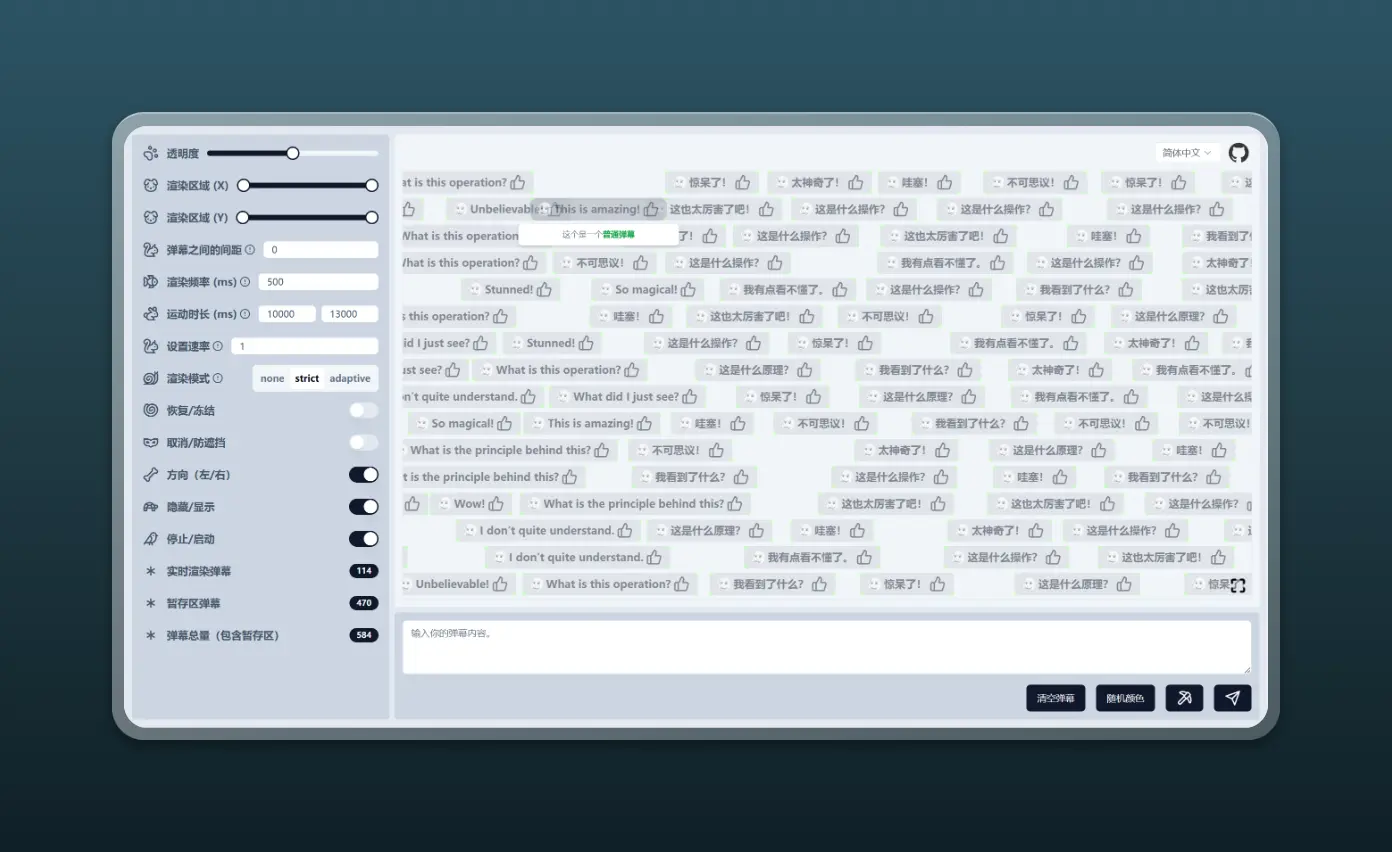 透明度
渲染区域 (X)
渲染区域 (Y)
弹幕之间的间距 0
渲染频率 (ms) 500
运动时长 (ms) 10000 13000
设置速率 1
渲染模式 none strict adaptive
恢复/冻结
取消/防遮挡
方向（左/右）
隐藏/显示
停止/启动
实时渲染弹幕 114
暂存区弹幕 470
弹幕总量（包含暂存区） 584
简体中文
at is this operation? 惊呆了！ 太神奇了！ 哇塞！ 不可思议！ 惊呆了！
Unbelievable! This is amazing! 这也太厉害了吧！ 这是什么操作？ 这是什么操作？ 这是什么操作？
What is this operation 了！ 这是什么操作？ 这也太厉害了吧！ 哇塞！ 我看到了
这个是一个普通弹幕
hat is this operation? 不可思议！ 这是什么操作？ 我有点看不懂了。 这是什么操作？ 太神奇了
Stunned! So magical! 我有点看不懂了。 这是什么操作？ 我看到了什么？ 这也太厉
s this operation? 哇塞！ 这也太厉害了吧！ 不可思议！ 惊呆了！ 这是什么原理？
did I just see? Stunned! 这是什么操作？ 惊呆了！ 我有点看不懂了。 太神奇了！
ust see? What is this operation? 这是什么原理？ 我看到了什么？ 太神奇了！ 我有点看不懂了。
n't quite understand. What did I just see? 惊呆了！ 这是什么原理？ 我有点看不懂了。 这是什么
So magical! This is amazing! 哇塞！ 不可思议！ 我看到了什么？ 不可思议！ 不可思议！
What is the principle behind this? 不可思议！ 太神奇了！ 这是什么原理？ 哇塞！
t is the principle behind this? 我看到了什么？ 这是什么操作？ 哇塞！ 我看到了什么？
Wow! What is the principle behind this? 这也太厉害了吧！ 这也太厉害了吧！ 这是什么操作？
I don't quite understand. 这是什么原理？ 哇塞！ 太神奇了！ 这是什么操作？
I don't quite understand. 我有点看不懂了。 这是什么操作？ 这也太厉害了吧！
Unbelievable! What is this operation? 我看到了什么？ 惊呆了！ 这是什么原理？ 惊呆
输入你的弹幕内容。
清空弹幕 随机颜色